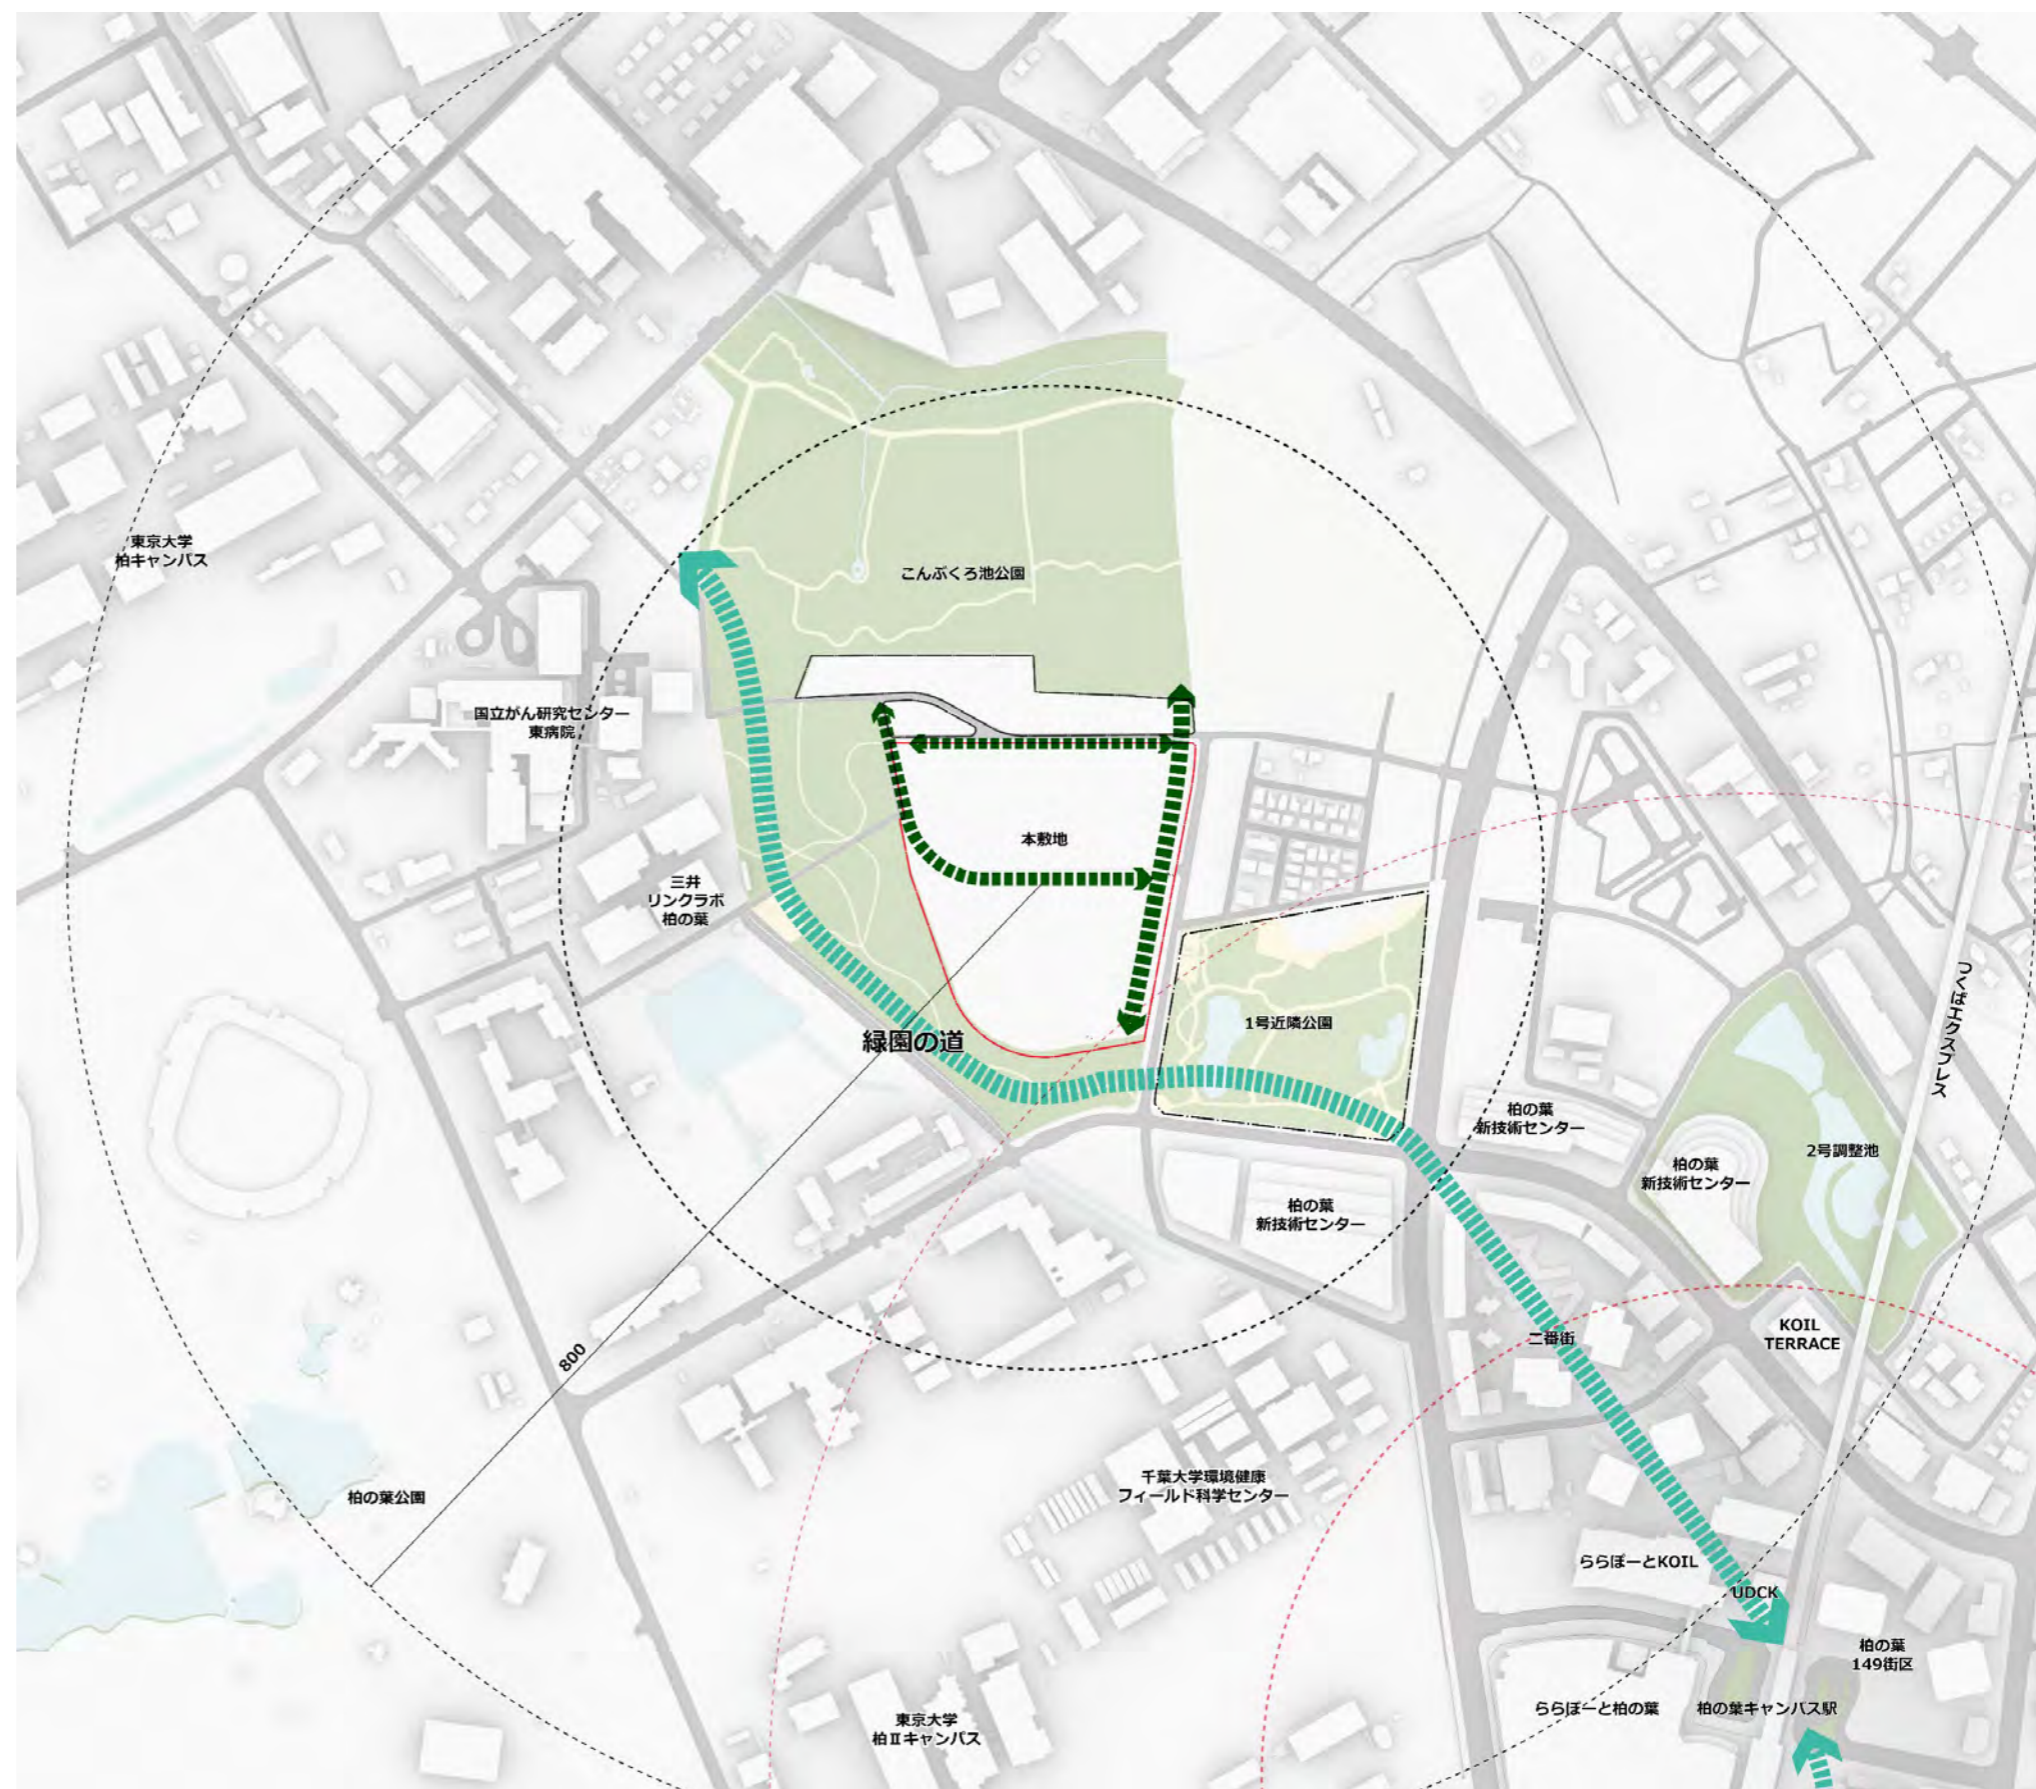 東京大学
柏キャンパス
こんぶくろ池公園
国立がん研究センター
東病院
本敷地
三井
リンクラボ
柏の葉
緑園の道
1号近隣公園
つくばエクスプレス
柏の葉
新技術センター
柏の葉
新技術センター
2号調整池
柏の葉
新技術センター
KOIL
TERRACE
二番街
800
柏の葉公園
千葉大学環境健康
フィールド科学センター
ららぽーとKOIL
UDCK
柏の葉
149街区
ららぽーと柏の葉
柏の葉キャンパス駅
東京大学
柏Ⅱキャンパス